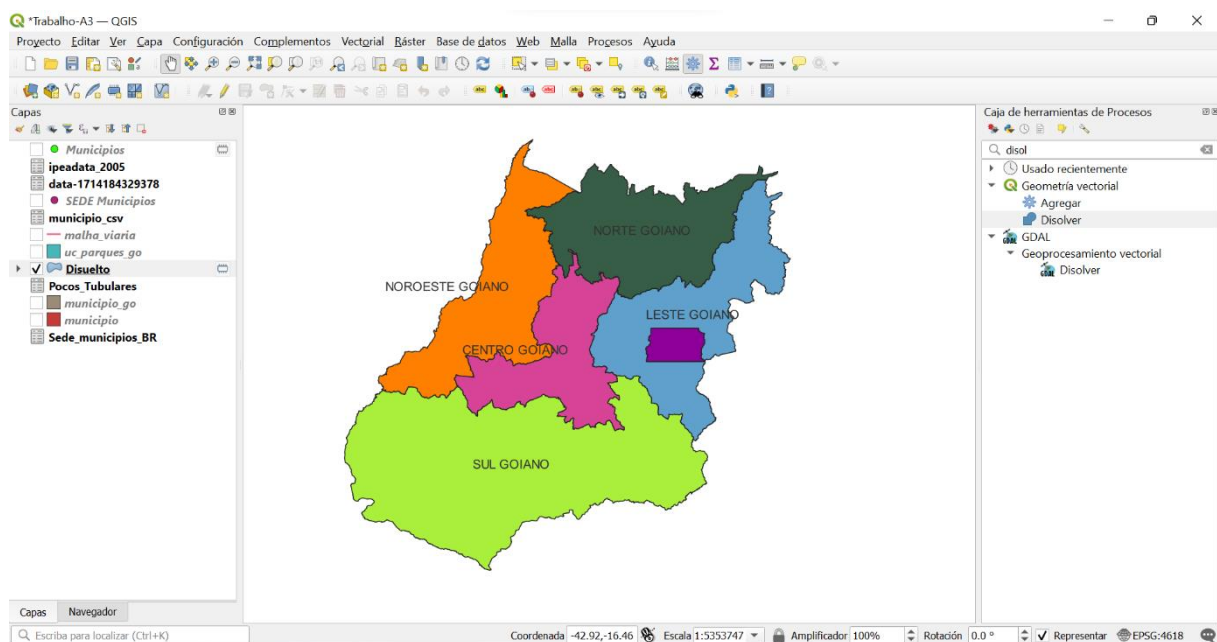 *Trabalho-A3 — QGIS
Proyecto Editar Ver Capa Configuración Complementos Vectorial Ráster Base de datos Web Malla Procesos Ayuda
Capas
Municipios
ipeadata_2005
data-1714184329378
SEDE Municipios
municipio_csv
malha_viaria
uc_parques_go
Disuelto
Pocos_Tubulares
municipio_go
municipio
Sede_municipios_BR
Capas Navegador
NORTE GOIANO
NOROESTE GOIANO
LESTE GOIANO
CENTRO GOIANO
SUL GOIANO
Caja de herramientas de Procesos
disol
Usado recientemente
Geometría vectorial
Agregar
Disolver
GDAL
Geoprocesamiento vectorial
Disolver
Escriba para localizar (Ctrl+K) Coordenada -42.92,-16.46 Escala 1:5353747 Amplificador 100% Rotación 0.0 ° Representar EPSG:4618